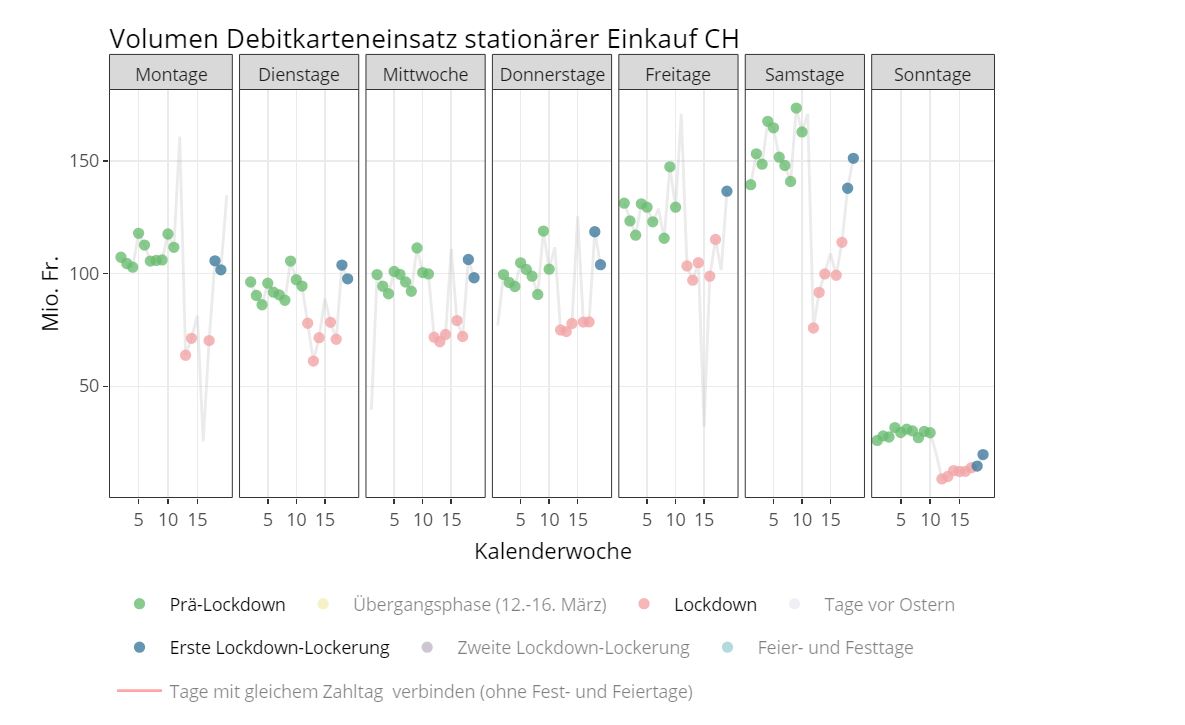 Volumen Debitkarteneinsatz stationärer Einkauf CH
Montage Dienstage Mittwoche Donnerstage Freitage Samstage Sonntage
Mio. Fr.
150
100
50
5 10 15 5 10 15 5 10 15 5 10 15 5 10 15 5 10 15 5 10 15
Kalenderwoche
Prä-Lockdown Übergangsphase (12.-16. März) Lockdown Tage vor Ostern
Erste Lockdown-Lockerung Zweite Lockdown-Lockerung Feier- und Festtage
Tage mit gleichem Zahltag verbinden (ohne Fest- und Feiertage)